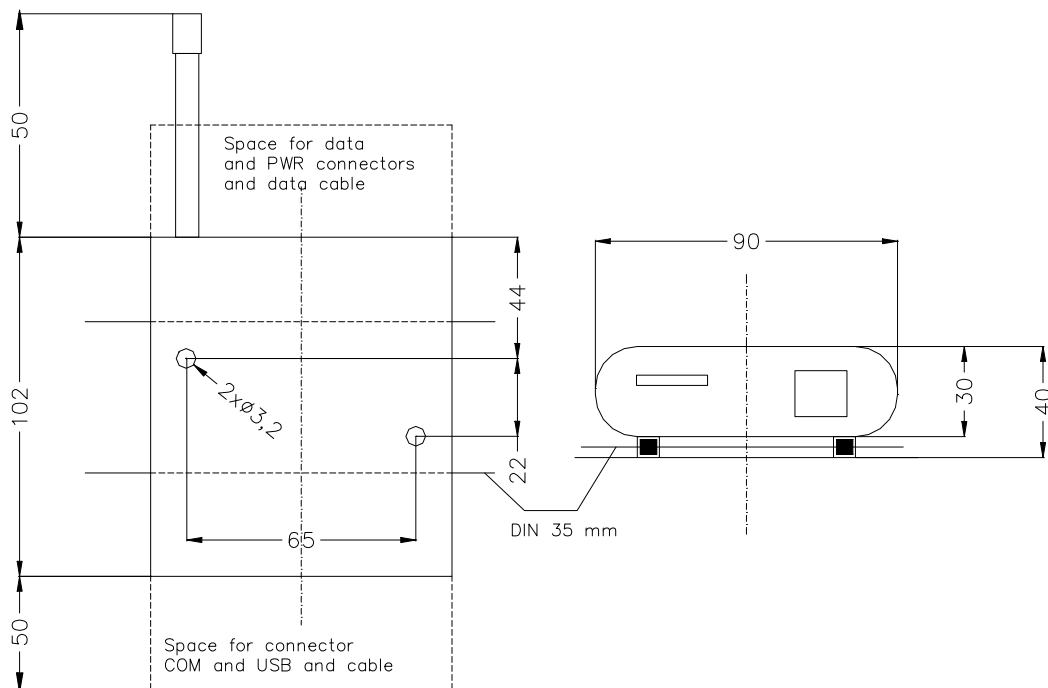 50
Space for data
and PWR connectors
and data cable
90
44
102
2xø3,2
30
40
22
65
DIN 35 mm
50
Space for connector
COM and USB and cable